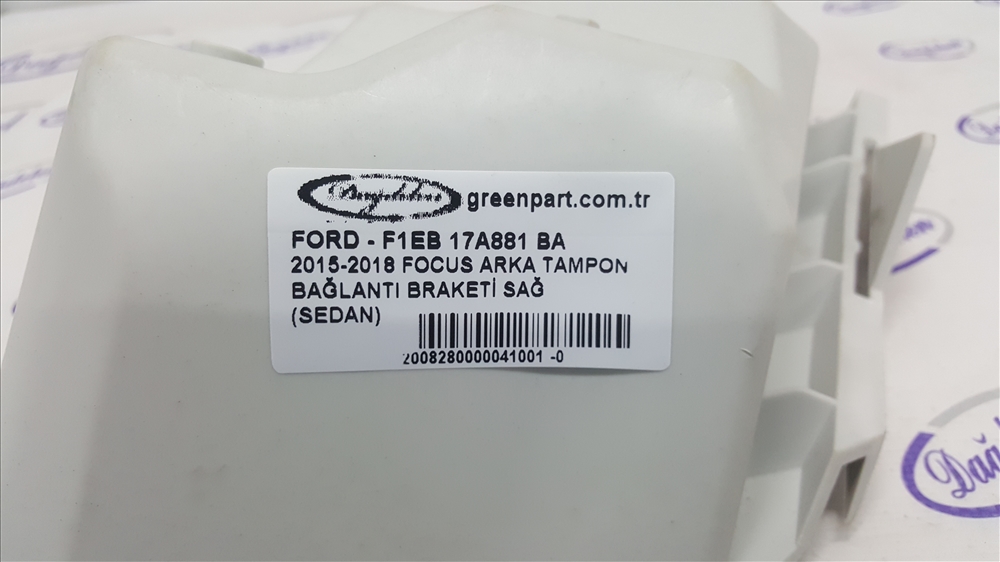 greenpart.com.tr
FORD - F1EB 17A881 BA
2015-2018 FOCUS ARKA TAMPON
BAĞLANTI BRAKETİ SAĞ
(SEDAN)
2008280000041001 -0